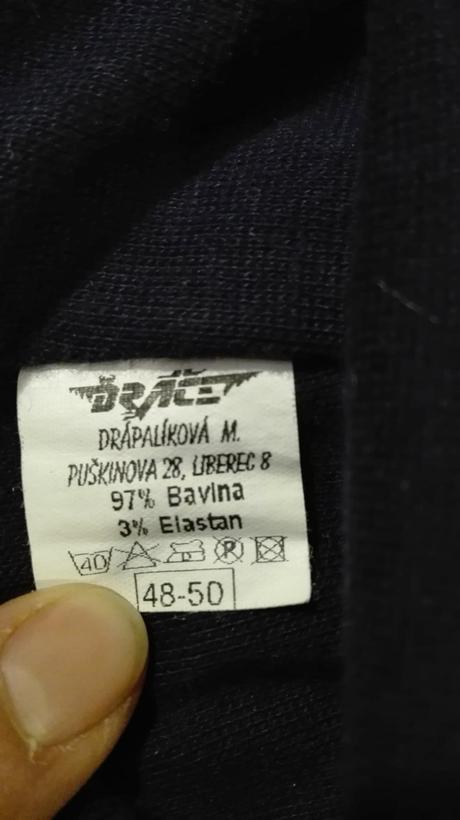 DRÁČE
DRÁPALÍKOVÁ M.
PUŠKINOVA 28, LIBEREC 8
97% Bavlna
3% Elastan
40 P
48-50